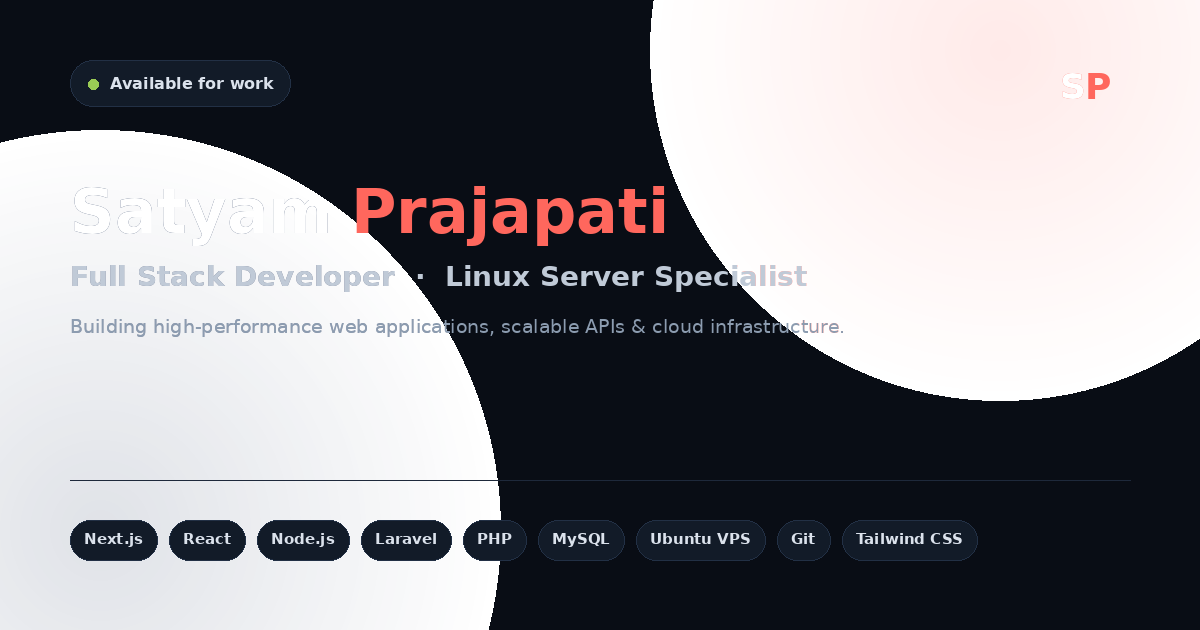 Available for work
SP
Satyam Prajapati
Full Stack Developer · Linux Server Specialist
Building high-performance web applications, scalable APIs & cloud infrastructure.
Next.js React Node.js Laravel PHP MySQL Ubuntu VPS Git Tailwind CSS